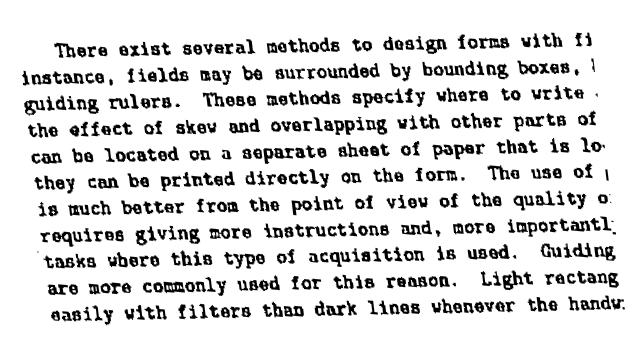 There exist several methods to design forms with fi
instance, fields may be surrounded by bounding boxes,
guiding rulers. These methods specify where to write
the effect of skew and overlapping with other parts of
can be located on a separate sheet of paper that is lo
they can be printed directly on the form. The use of
is much better from the point of view of the quality o
requires giving more instructions and, more importantl
tasks where this type of acquisition is used. Guiding
are more commonly used for this reason. Light rectang
easily with filters than dark lines whenever the handw